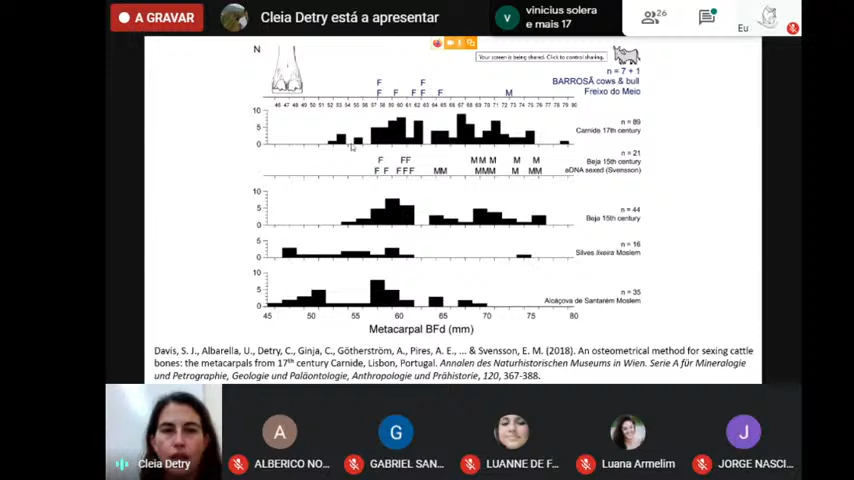 A GRAVAR
Cleia Detry está a apresentar
v
vinicius solera
e mais 17
26
Eu
N
Your screen is being shared. Click to control sharing.
n = 7 + 1
BARROSÃ cows & bull
Freixo do Meio
F F
F F F F F M
46 47 48 49 50 51 52 53 54 55 56 57 58 59 60 61 62 63 64 65 66 67 68 69 70 71 72 73 74 75 76 77 78 79 80
10
5
0
n = 89
Carnide 17th century
F FF MM M M M
F F FFF MM MMM M MM
n = 21
Beja 15th century
aDNA sexed (Svensson)
10
5
0
n = 44
Beja 15th century
5
0
n = 16
Silves lixeira Moslem
10
5
0
n = 35
Alcáçova de Santarém Moslem
45 55 65 75 80
Metacarpal BFd (mm)
Davis, S. J., Albarella, U., Detry, C., Ginja, C., Götherström, A., Pires, A. E., ... & Svensson, E. M. (2018). An osteometrical method for sexing cattle
bones: the metacarpals from 17th century Carnide, Lisbon, Portugal. Annalen des Naturhistorischen Museums in Wien. Serie A für Mineralogie
und Petrographie, Geologie und Paläontologie, Anthropologie und Prähistorie, 120, 367-388.
A
G
J
Cleia Detry
ALBERICO NO...
GABRIEL SAN...
LUANNE DE F...
Luana Armelim
JORGE NASCI...